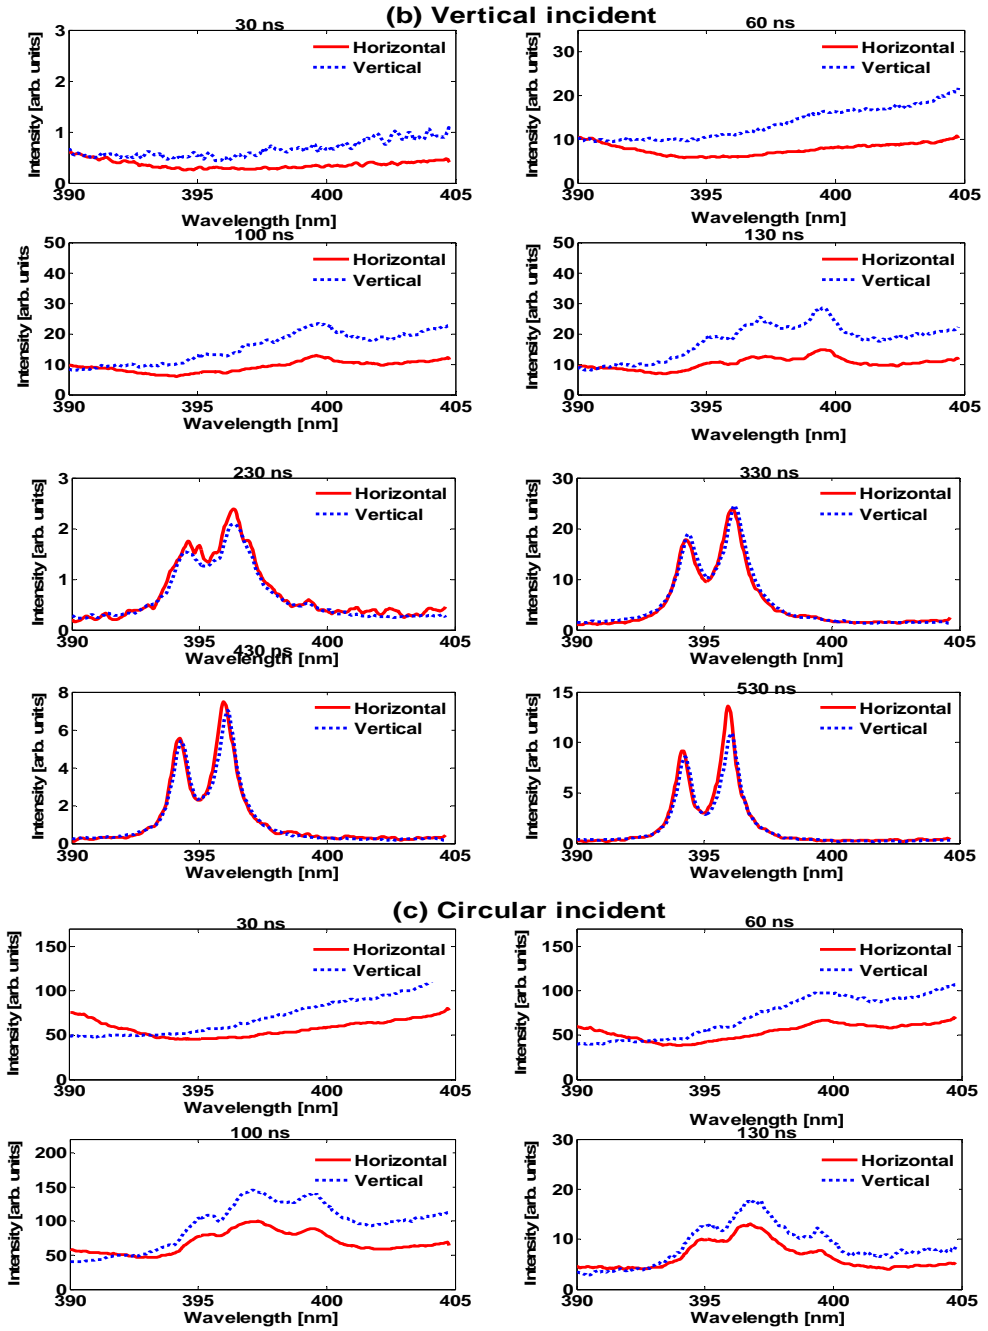 (b) Vertical incident
30 ns
Intensity [arb. units]
3
2
1
0
Horizontal
Vertical
390
395
400
405
Wavelength [nm]
60 ns
Intensity [arb. units]
30
20
10
0
Horizontal
Vertical
390
395
400
405
Wavelength [nm]
100 ns
Intensity [arb. units
50
40
30
20
10
0
Horizontal
Vertical
390
395
400
405
Wavelength [nm]
130 ns
Intensity [arb. units]
50
40
30
20
10
0
Horizontal
Vertical
390
395
400
405
Wavelength [nm]
230 ns
Intensity [arb. units]
3
2
1
0
Horizontal
Vertical
390
395
400
405
Wavelength [nm]
330 ns
Intensity [arb. units]
30
20
10
0
Horizontal
Vertical
390
395
400
405
Wavelength [nm]
430 ns
Intensity [arb. units]
8
6
4
2
0
Horizontal
Vertical
390
395
400
405
Wavelength [nm]
530 ns
Intensity [arb. units]
15
10
5
0
Horizontal
Vertical
390
395
400
405
Wavelength [nm]
(c) Circular incident
30 ns
Intensity [arb. units]
150
100
50
0
Horizontal
Vertical
390
395
400
405
Wavelength [nm]
60 ns
Intensity [arb. units]
150
100
50
0
Horizontal
Vertical
390
395
400
405
Wavelength [nm]
100 ns
Intensity [arb. units]
200
150
100
50
0
Horizontal
Vertical
390
395
400
405
Wavelength [nm]
130 ns
Intensity [arb. units]
30
20
10
0
Horizontal
Vertical
390
395
400
405
Wavelength [nm]